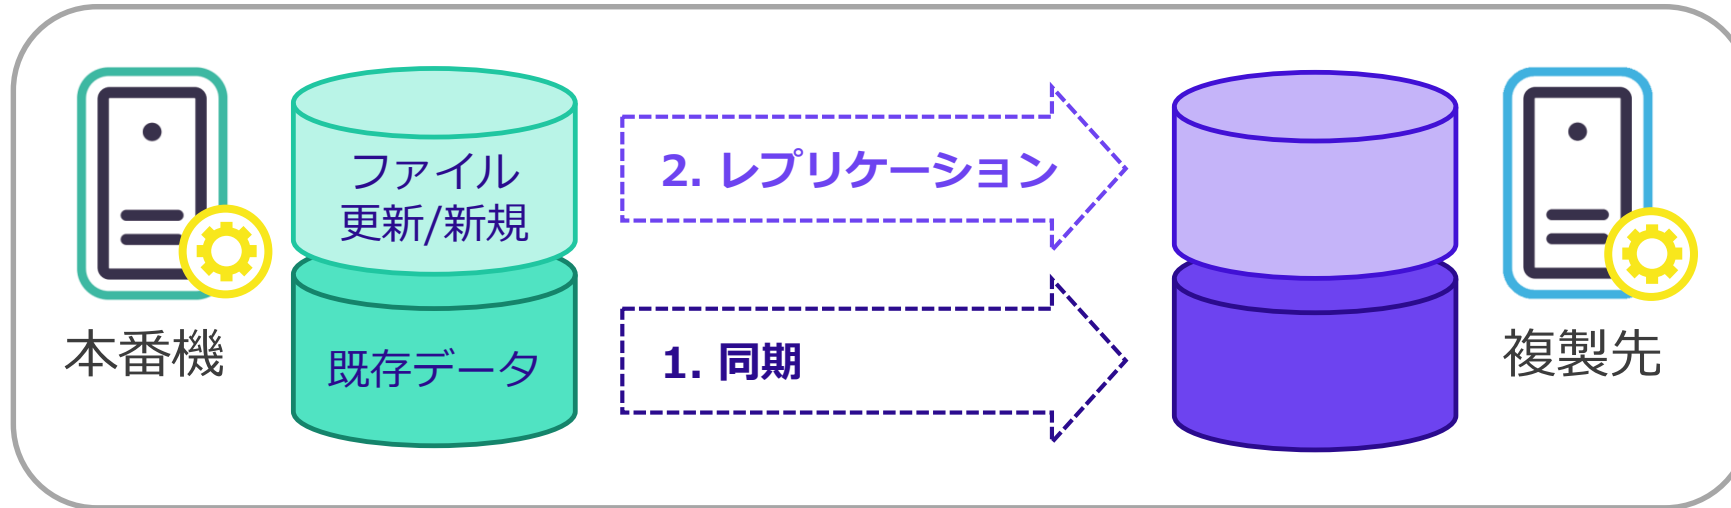 本番機
ファイル
更新/新規
既存データ
2. レプリケーション
1. 同期
複製先